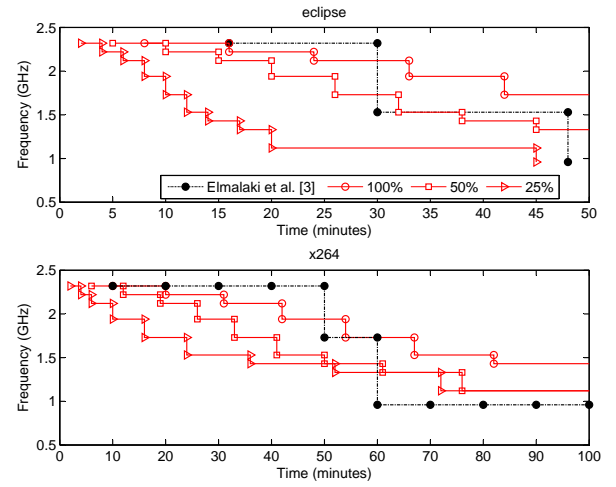 eclipse
2.5
2
1.5
1
0.5
Frequency (GHz)
0 5 10 15 20 25 30 35 40 45 50
Time (minutes)
Elmalaki et al. [3] 100% 50% 25%
x264
2.5
2
1.5
1
0.5
Frequency (GHz)
0 10 20 30 40 50 60 70 80 90 100
Time (minutes)